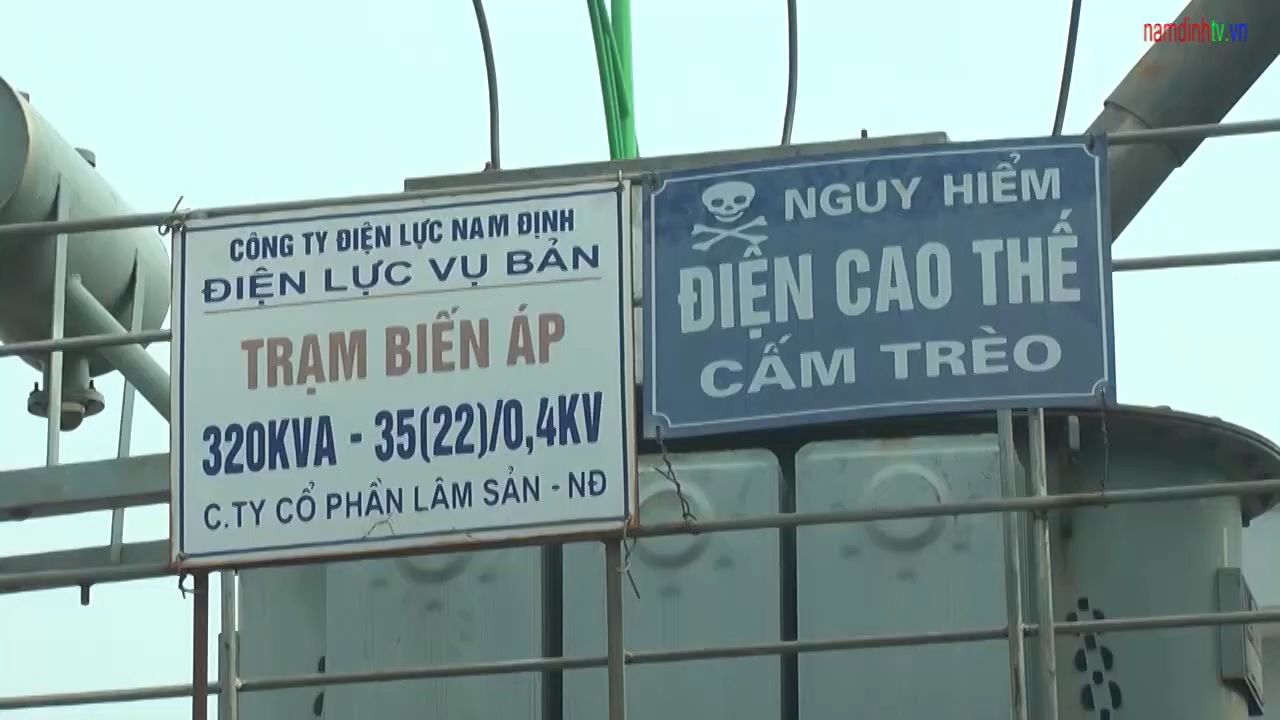 namdinhtv.vn
CÔNG TY ĐIỆN LỰC NAM ĐỊNH
ĐIỆN LỰC VỤ BẢN
TRẠM BIẾN ÁP
320KVA - 35(22)/0,4KV
C.TY CỔ PHẦN LÂM SẢN - NĐ
NGUY HIỂM
ĐIỆN CAO THẾ
CẤM TRÈO